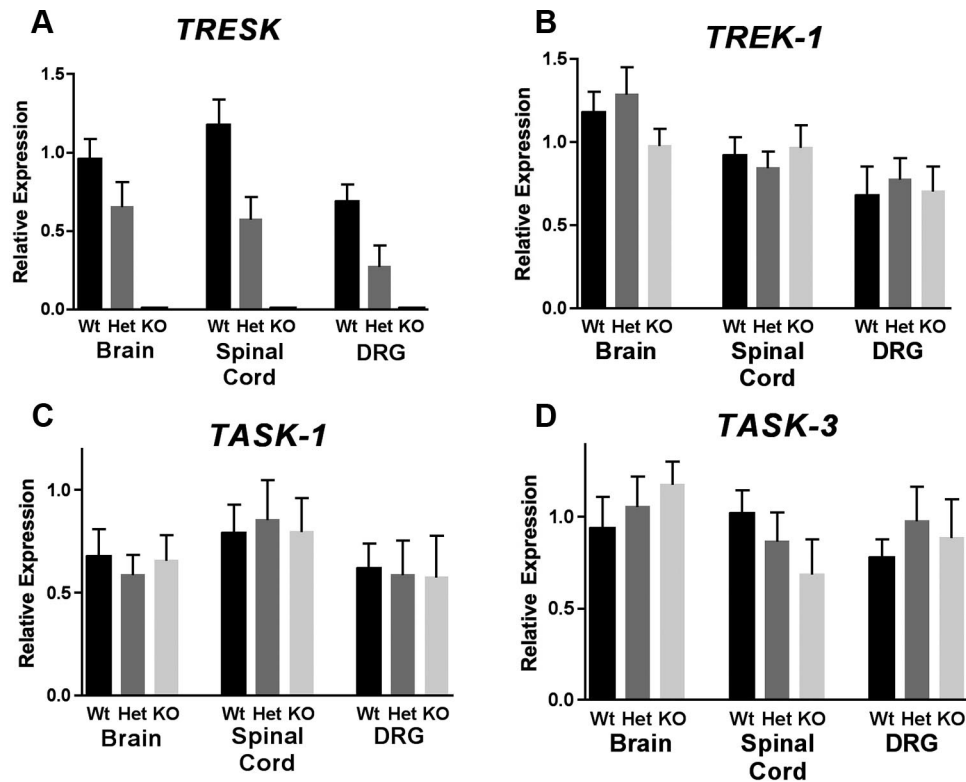 A
TRESK
Relative Expression
1.5
1.0
0.5
0.0
Wt Het KO Wt Het KO Wt Het KO
Brain Spinal Cord DRG
B
TREK-1
Relative Expression
1.5
1.0
0.5
0.0
Wt Het KO Wt Het KO Wt Het KO
Brain Spinal Cord DRG
C
TASK-1
Relative Expression
1.0
0.5
0.0
Wt Het KO Wt Het KO Wt Het KO
Brain Spinal Cord DRG
D
TASK-3
Relative Expression
1.0
0.5
0.0
Wt Het KO Wt Het KO Wt Het KO
Brain Spinal Cord DRG